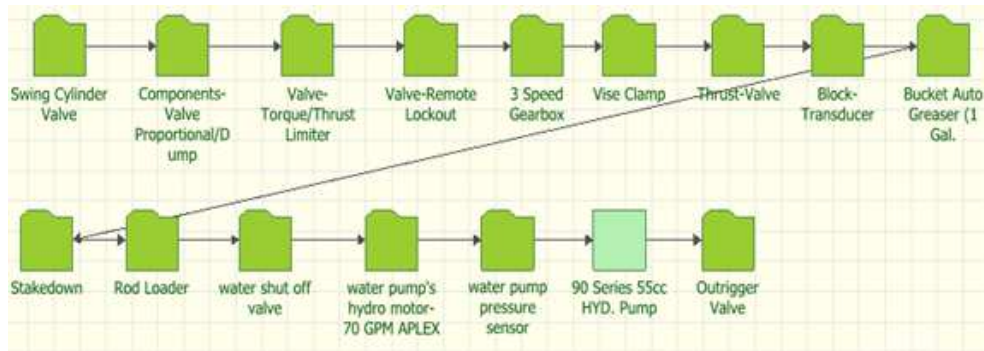 Swing Cylinder
Valve
Components-
Valve
Proportional/D
ump
Valve-
Torque/Thrust
Limiter
Valve-Remote
Lockout
3 Speed
Gearbox
Vise Clamp
Thrust-Valve
Block-
Transducer
Bucket Auto
Greaser (1
Gal.
Stakedown
Rod Loader
water shut off
valve
water pump's
hydro motor-
70 GPM APLEX
water pump
pressure
sensor
90 Series 55cc
HYD. Pump
Outrigger
Valve